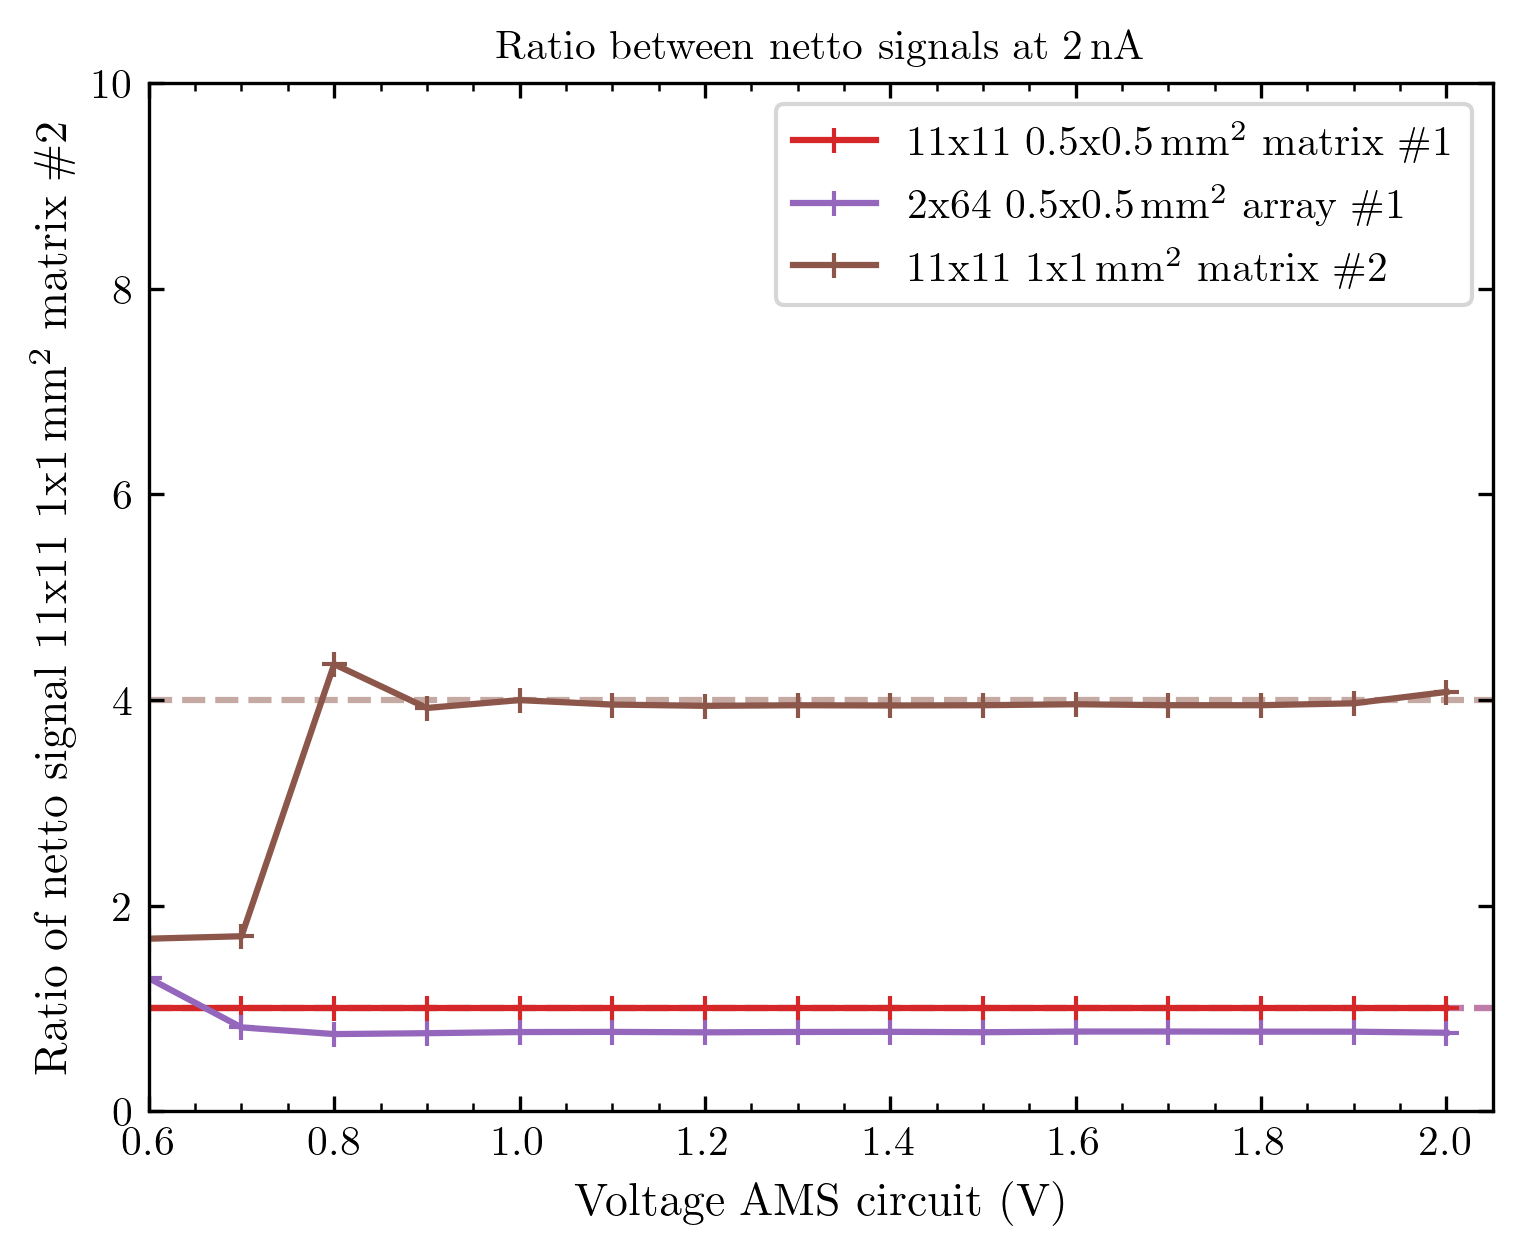 Ratio between netto signals at 2 nA
Ratio of netto signal 11x11 1x1 mm² matrix #2
10
8
6
4
2
0
11x11 0.5x0.5 mm² matrix #1
2x64 0.5x0.5 mm² array #1
11x11 1x1 mm² matrix #2
0.6 0.8 1.0 1.2 1.4 1.6 1.8 2.0
Voltage AMS circuit (V)